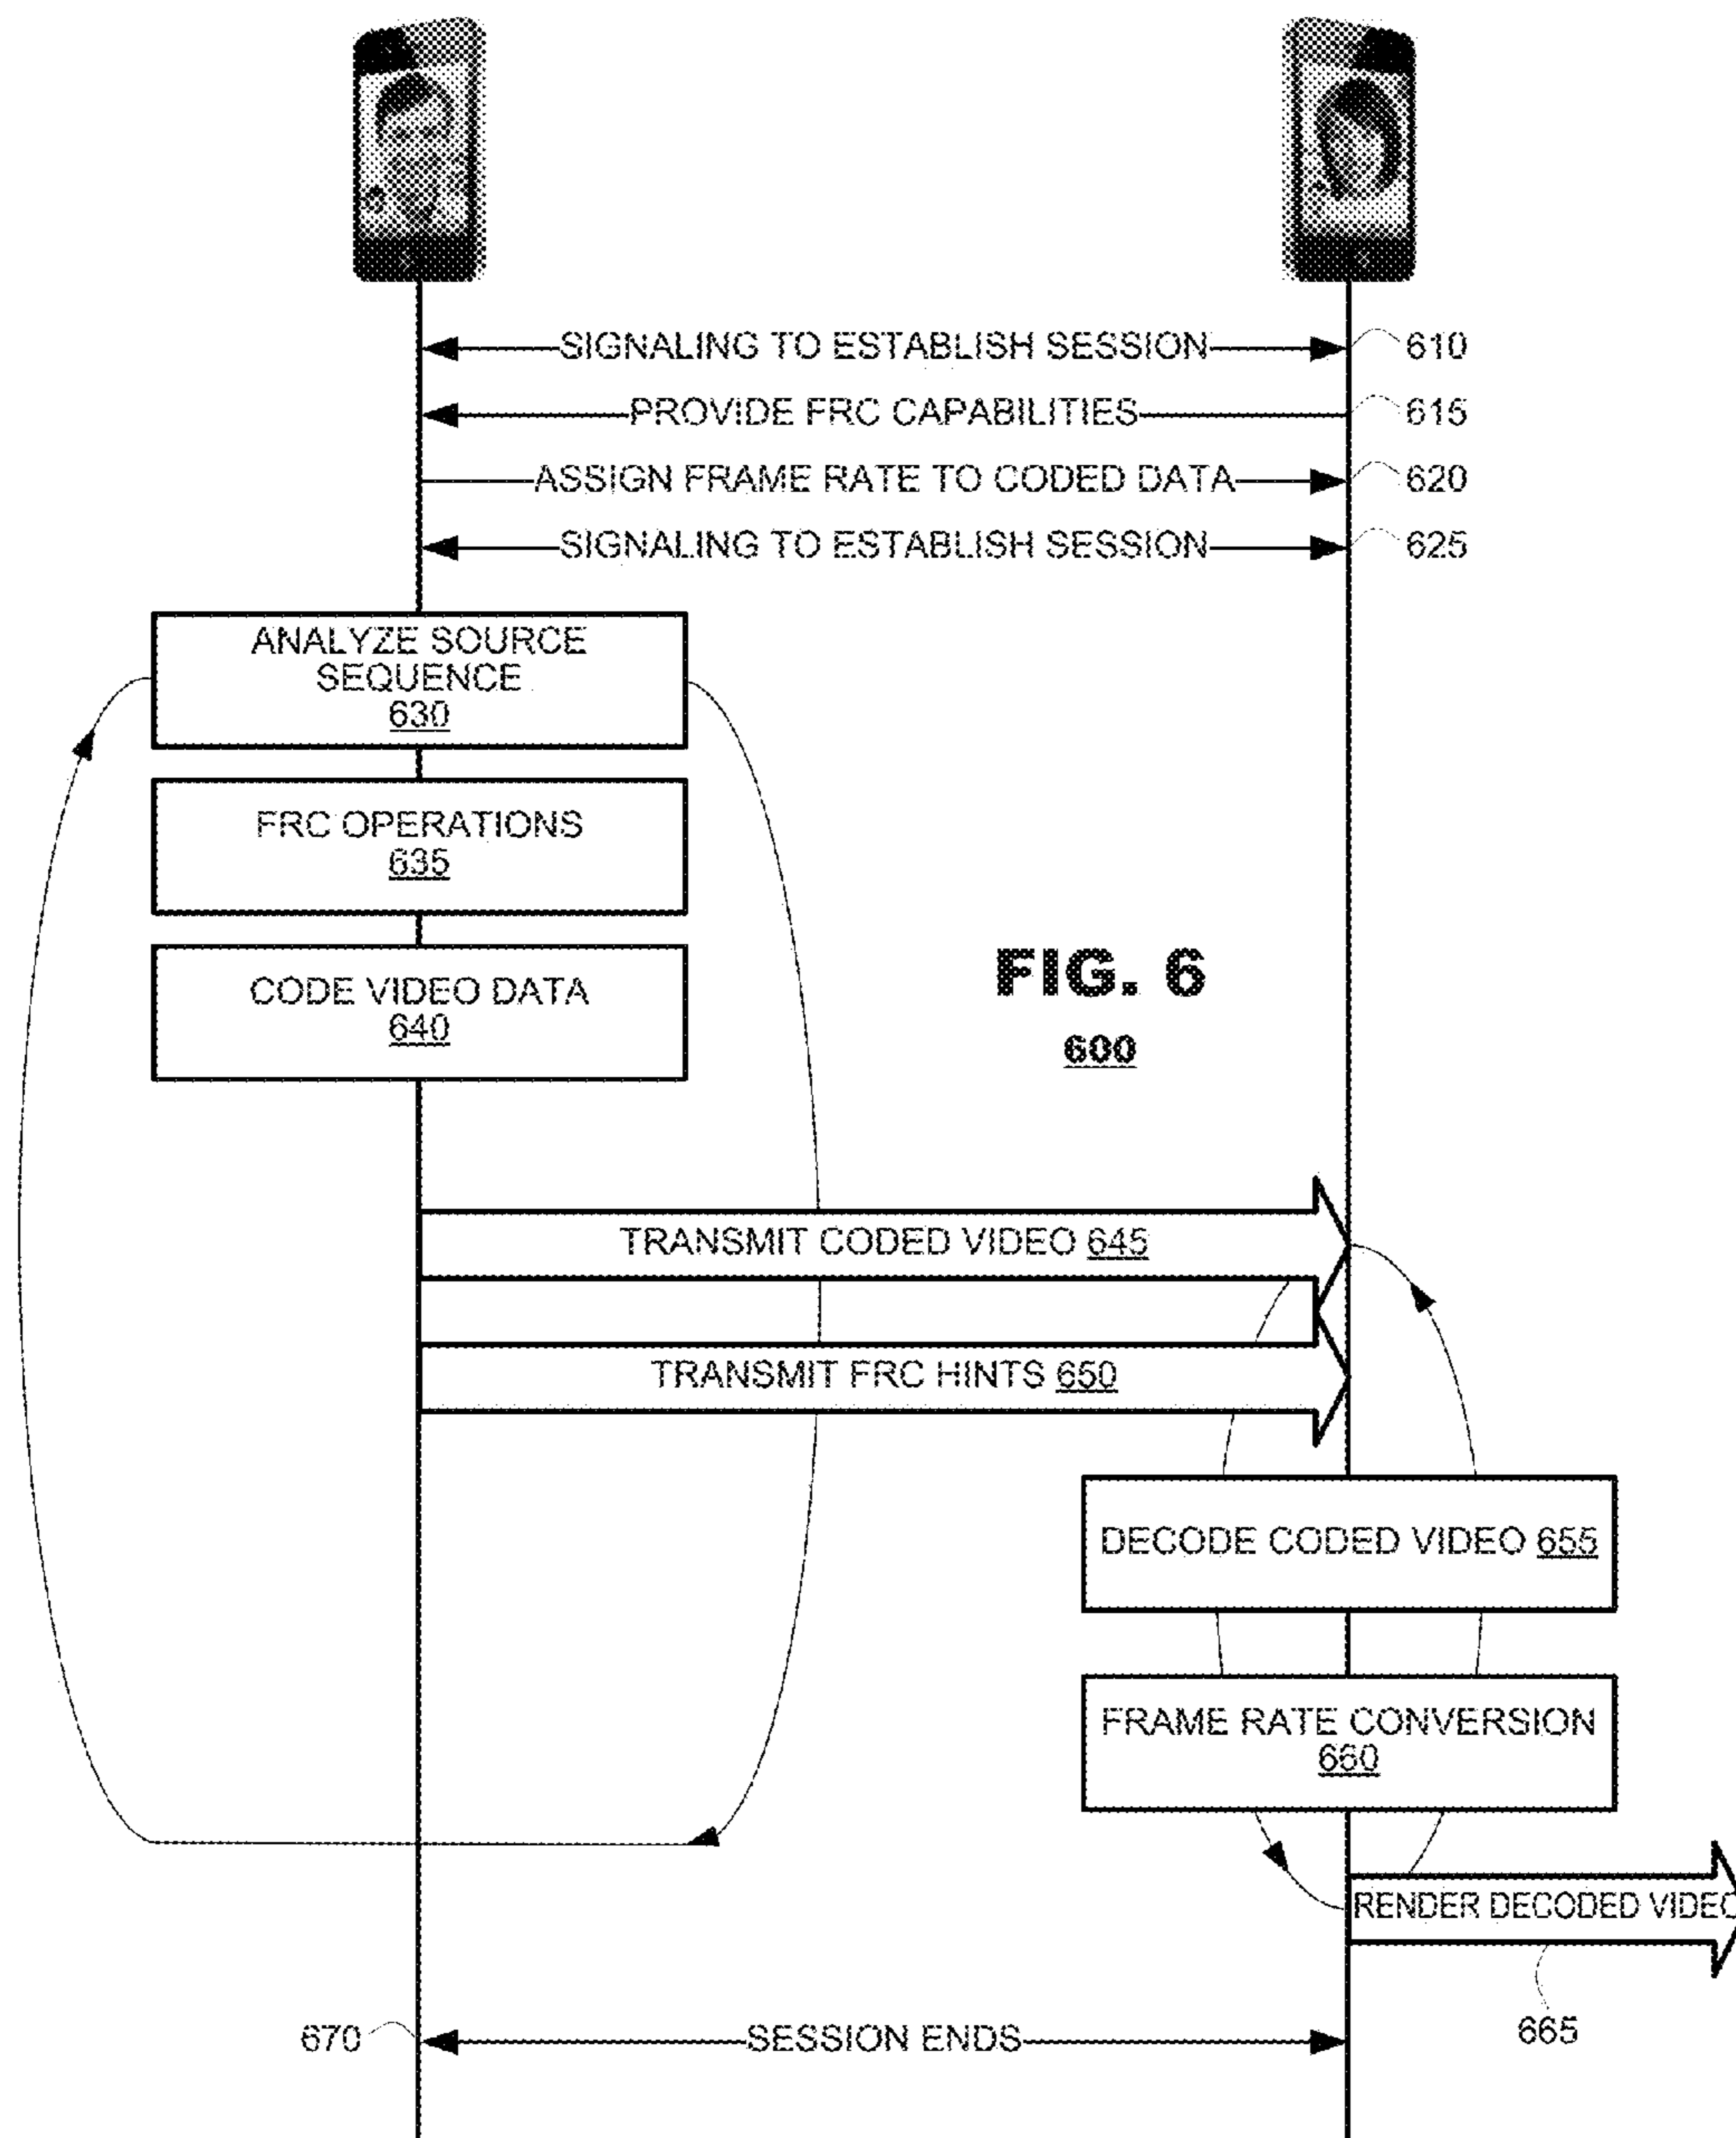 SIGNALING TO ESTABLISH SESSION 610
PROVIDE FRC CAPABILITIES 615
ASSIGN FRAME RATE TO CODED DATA 620
SIGNALING TO ESTABLISH SESSION 625
ANALYZE SOURCE
SEQUENCE
630
FRC OPERATIONS
635
CODE VIDEO DATA
640
FIG. 6
600
TRANSMIT CODED VIDEO 645
TRANSMIT FRC HINTS 650
DECODE CODED VIDEO 655
FRAME RATE CONVERSION
660
RENDER DECODED VIDEO
665
670 SESSION ENDS